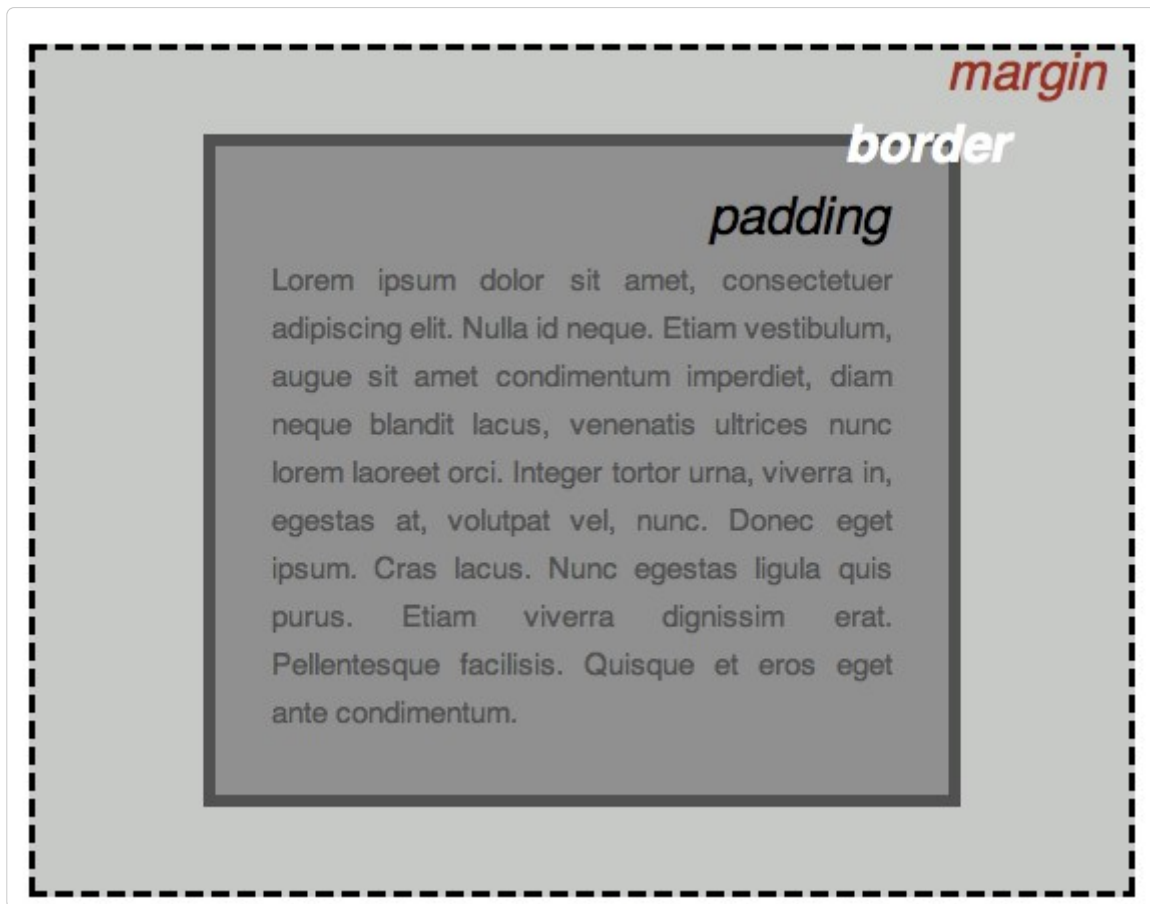 margin
border
padding
Lorem ipsum dolor sit amet, consectetuer
adipiscing elit. Nulla id neque. Etiam vestibulum,
augue sit amet condimentum imperdiet, diam
neque blandit lacus, venenatis ultrices nunc
lorem laoreet orci. Integer tortor urna, viverra in,
egestas at, volutpat vel, nunc. Donec eget
ipsum. Cras lacus. Nunc egestas ligula quis
purus. Etiam viverra dignissim erat.
Pellentesque facilisis. Quisque et eros eget
ante condimentum.